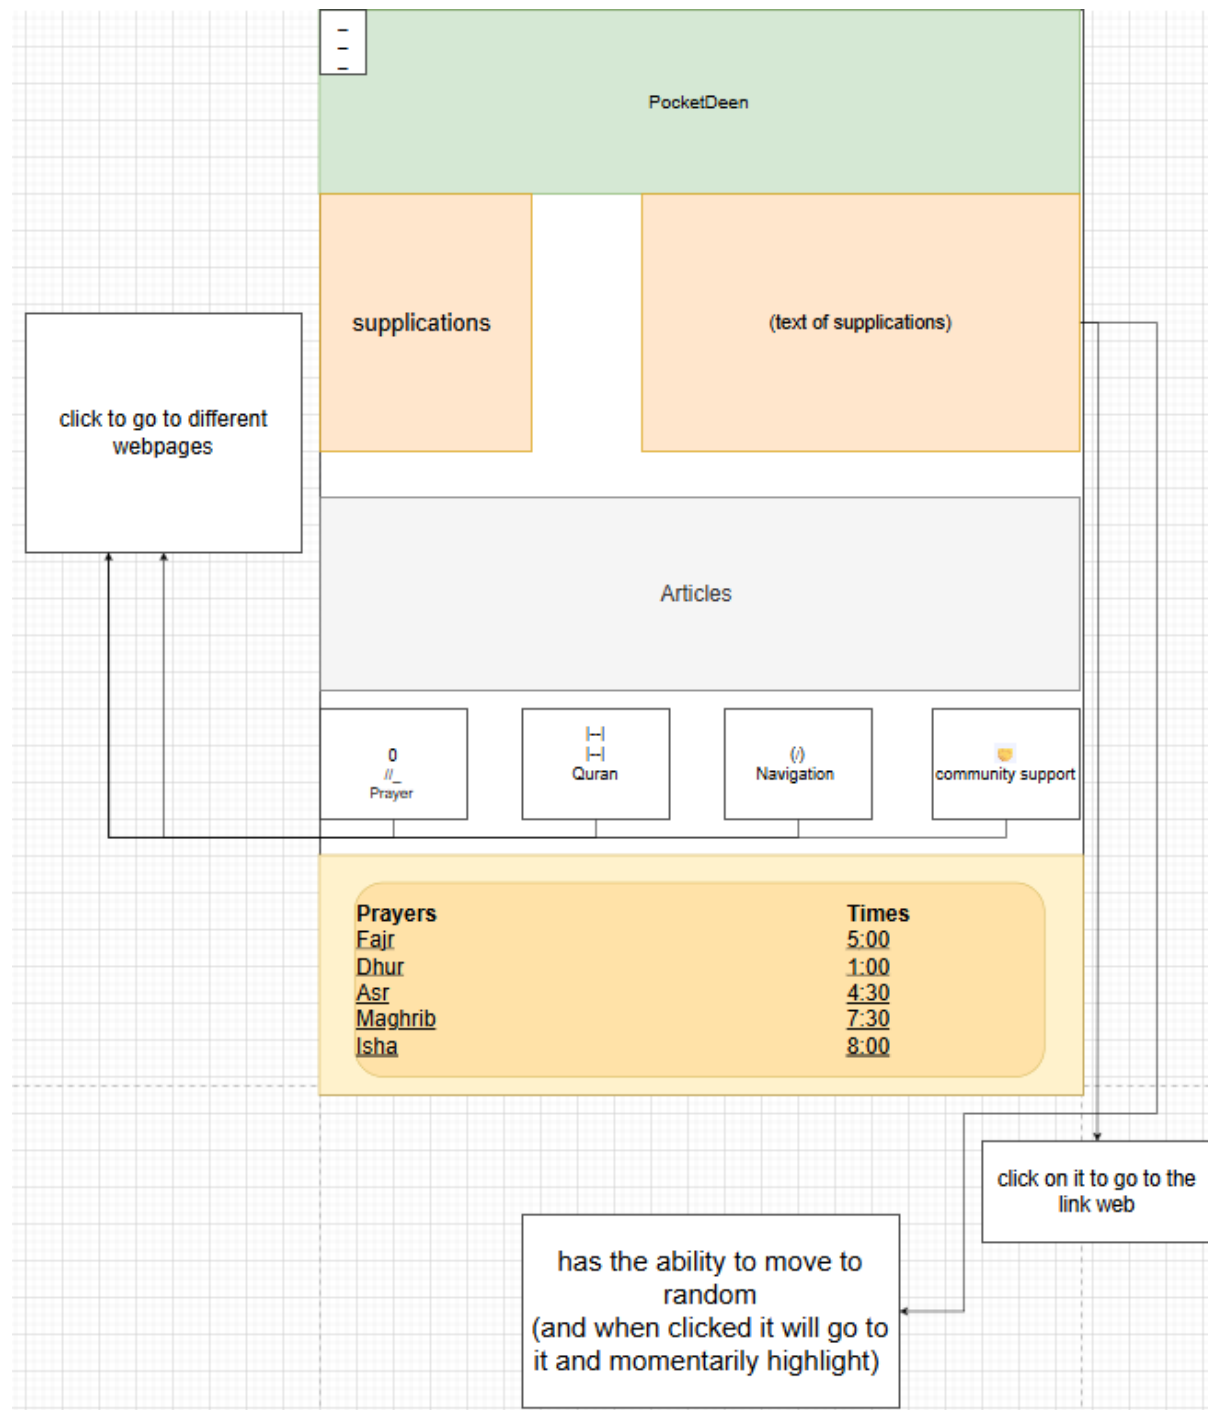 –
–
–
PocketDeen
supplications
(text of supplications)
click to go to different
webpages
Articles
0
//_
Prayer
|--|
|--|
Quran
(/)
Navigation
🤝
community support
Prayers Times
Fajr 5:00
Dhur 1:00
Asr 4:30
Maghrib 7:30
Isha 8:00
click on it to go to the
link web
has the ability to move to
random
(and when clicked it will go to
it and momentarily highlight)